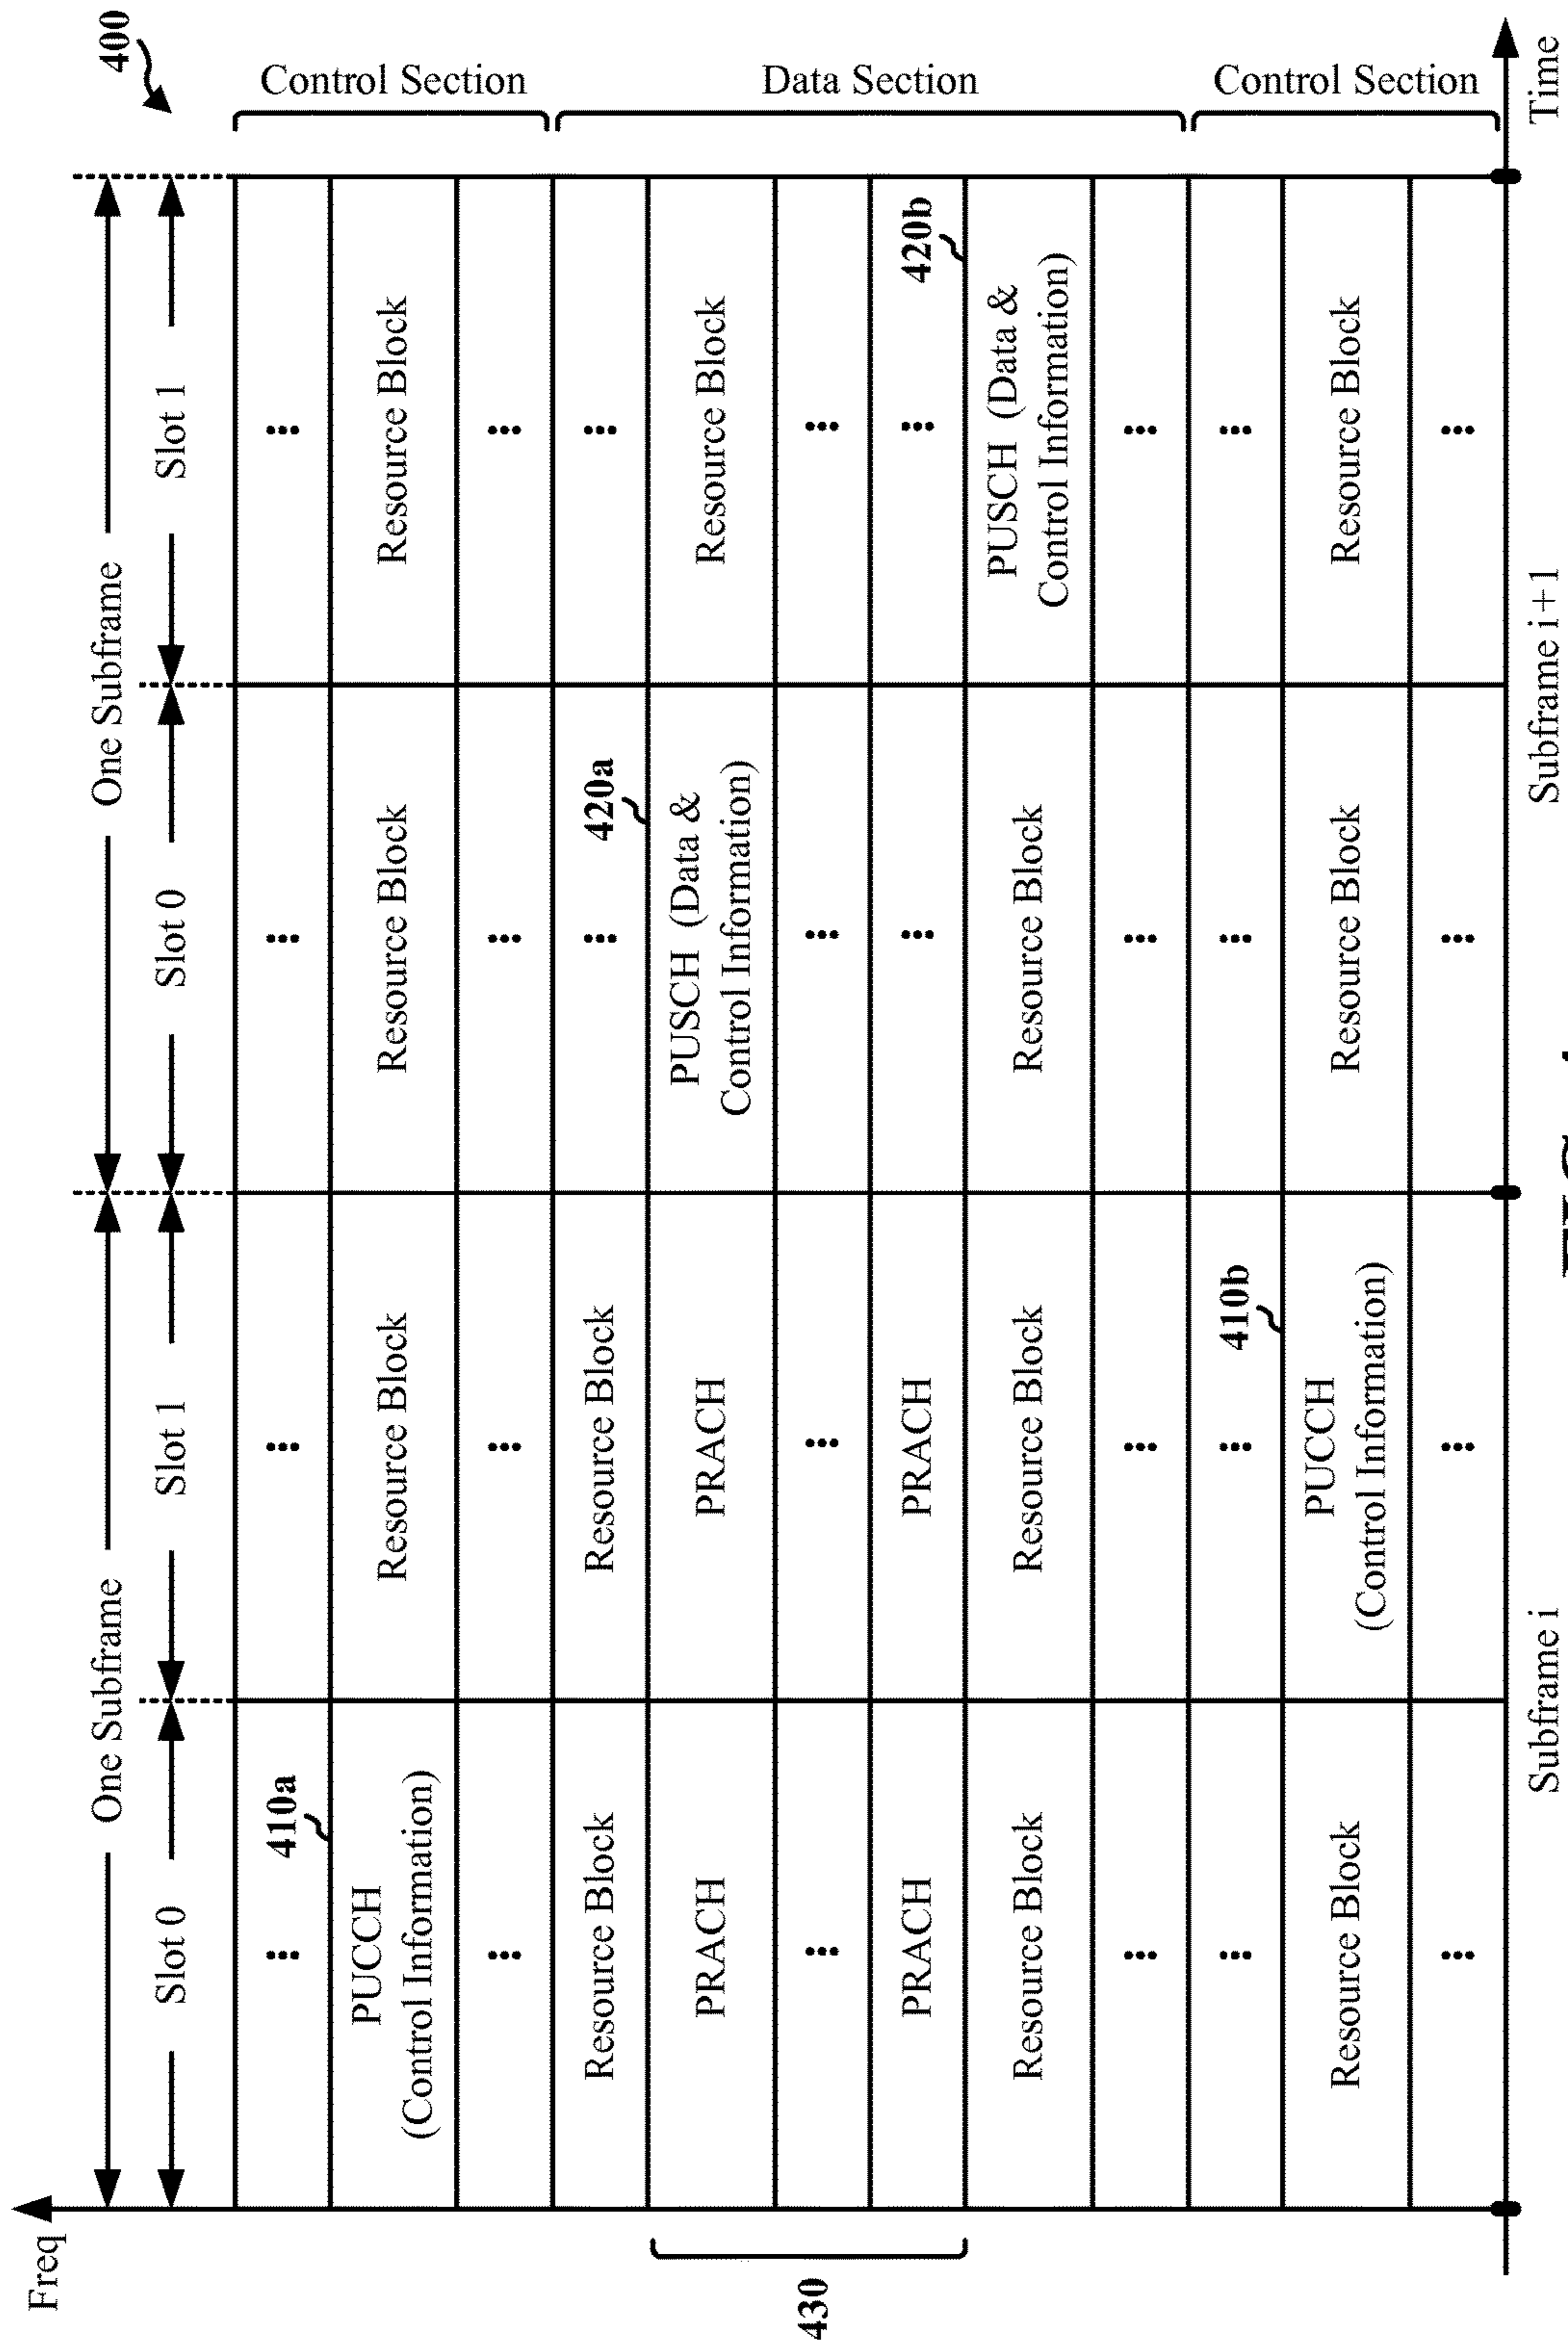 Freq
400
One Subframe
One Subframe
Slot 0
Slot 1
Slot 0
Slot 1
410a
PUCCH
(Control Information)
Resource Block
Resource Block
Resource Block
Control Section
Resource Block
Resource Block
420a
430
PRACH
PRACH
PUSCH (Data &
Control Information)
Resource Block
Data Section
PRACH
PRACH
420b
Resource Block
Resource Block
Resource Block
PUSCH (Data &
Control Information)
410b
Resource Block
PUCCH
(Control Information)
Resource Block
Resource Block
Control Section
Subframe i
Subframe i+1
Time